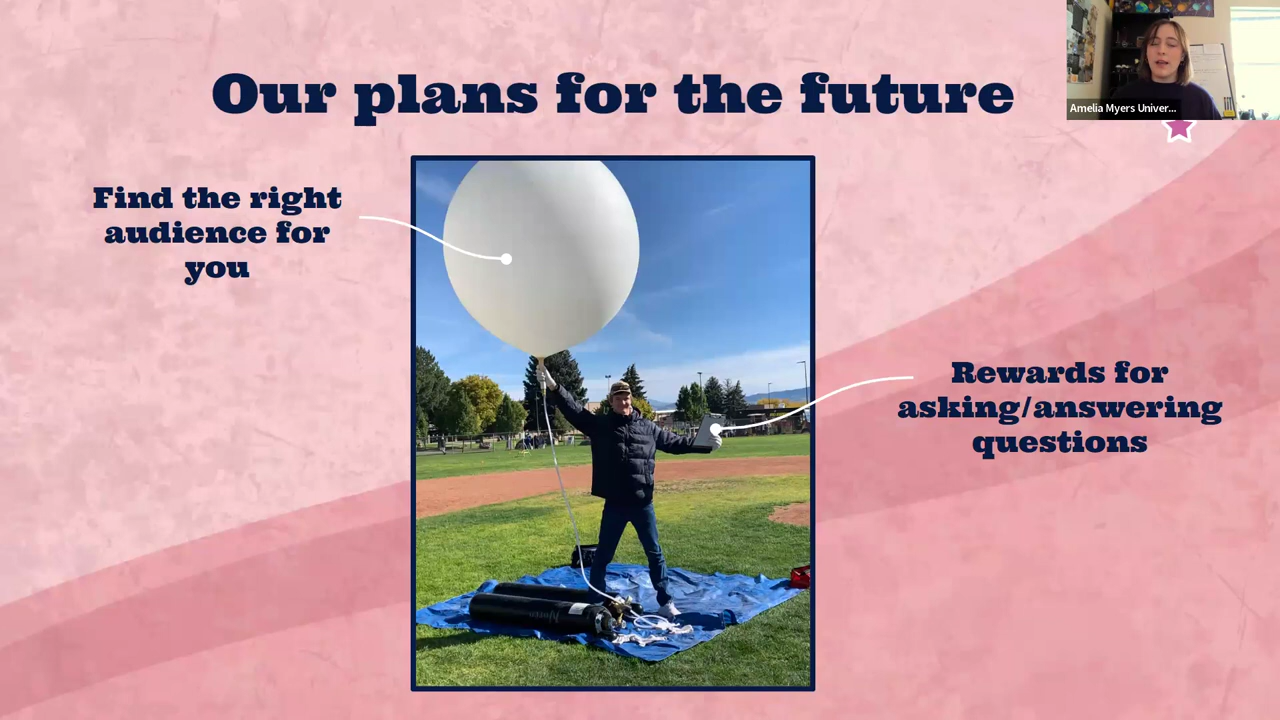 Our plans for the future
Amelia Myers Univer...
Find the right
audience for
you
Rewards for
asking/answering
questions